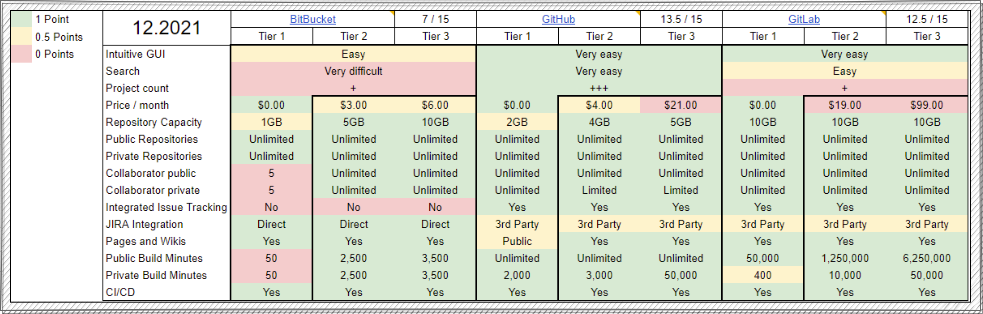 1 Point
0.5 Points
0 Points
12.2021 BitBucket 7 / 15 GitHub 13.5 / 15 GitLab 12.5 / 15
Tier 1 Tier 2 Tier 3 Tier 1 Tier 2 Tier 3 Tier 1 Tier 2 Tier 3
Intuitive GUI Easy Very easy Very easy
Search Very difficult Very easy Easy
Project count + +++ +
Price / month $0.00 $3.00 $6.00 $0.00 $4.00 $21.00 $0.00 $19.00 $99.00
Repository Capacity 1GB 5GB 10GB 2GB 4GB 5GB 10GB 10GB 10GB
Public Repositories Unlimited Unlimited Unlimited Unlimited Unlimited Unlimited Unlimited Unlimited Unlimited
Private Repositories Unlimited Unlimited Unlimited Unlimited Unlimited Unlimited Unlimited Unlimited Unlimited
Collaborator public 5 Unlimited Unlimited Unlimited Unlimited Unlimited Unlimited Unlimited Unlimited
Collaborator private 5 Unlimited Unlimited Unlimited Limited Limited Unlimited Unlimited Unlimited
Integrated Issue Tracking No No No Yes Yes Yes Yes Yes Yes
JIRA Integration Direct Direct Direct 3rd Party 3rd Party 3rd Party 3rd Party 3rd Party 3rd Party
Pages and Wikis Yes Yes Yes Public Yes Yes Yes Yes Yes
Public Build Minutes 50 2,500 3,500 Unlimited Unlimited Unlimited 50,000 1,250,000 6,250,000
Private Build Minutes 50 2,500 3,500 2,000 3,000 50,000 400 10,000 50,000
CI/CD Yes Yes Yes Yes Yes Yes Yes Yes Yes